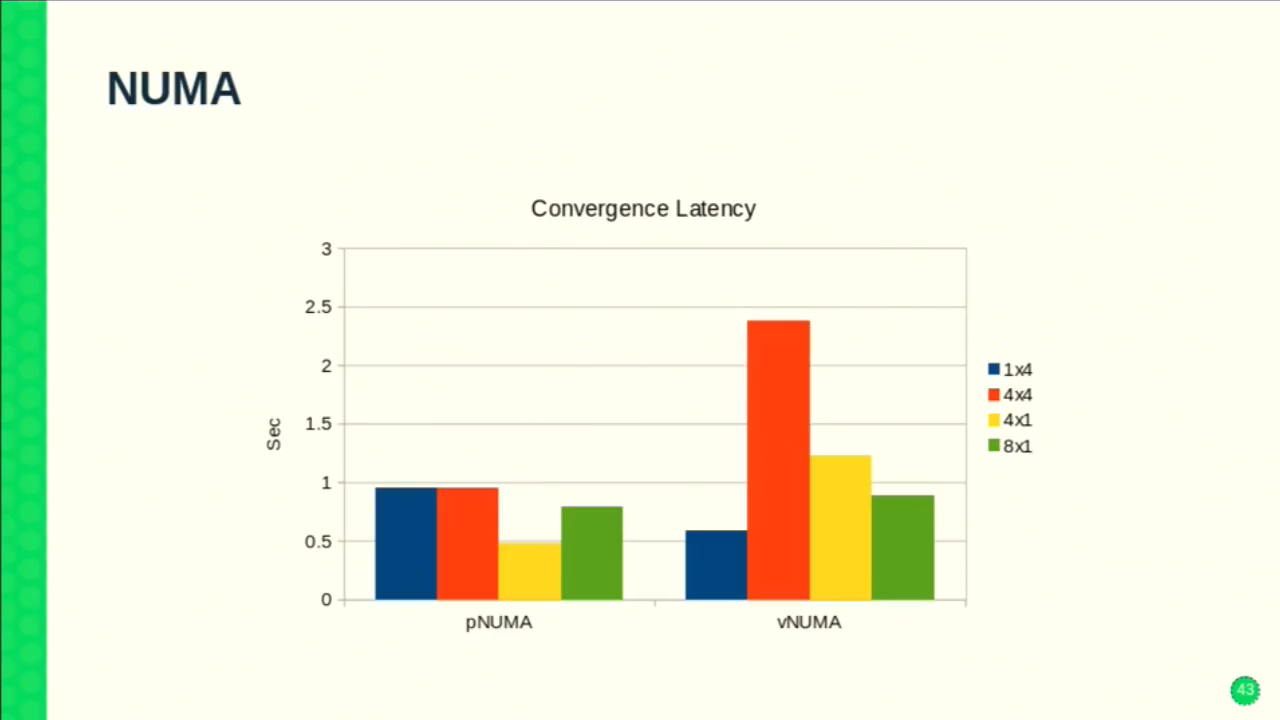 NUMA
Convergence Latency
3
2.5
2
1.5
1
0.5
0
Sec
pNUMA
vNUMA
1x4
4x4
4x1
8x1
43